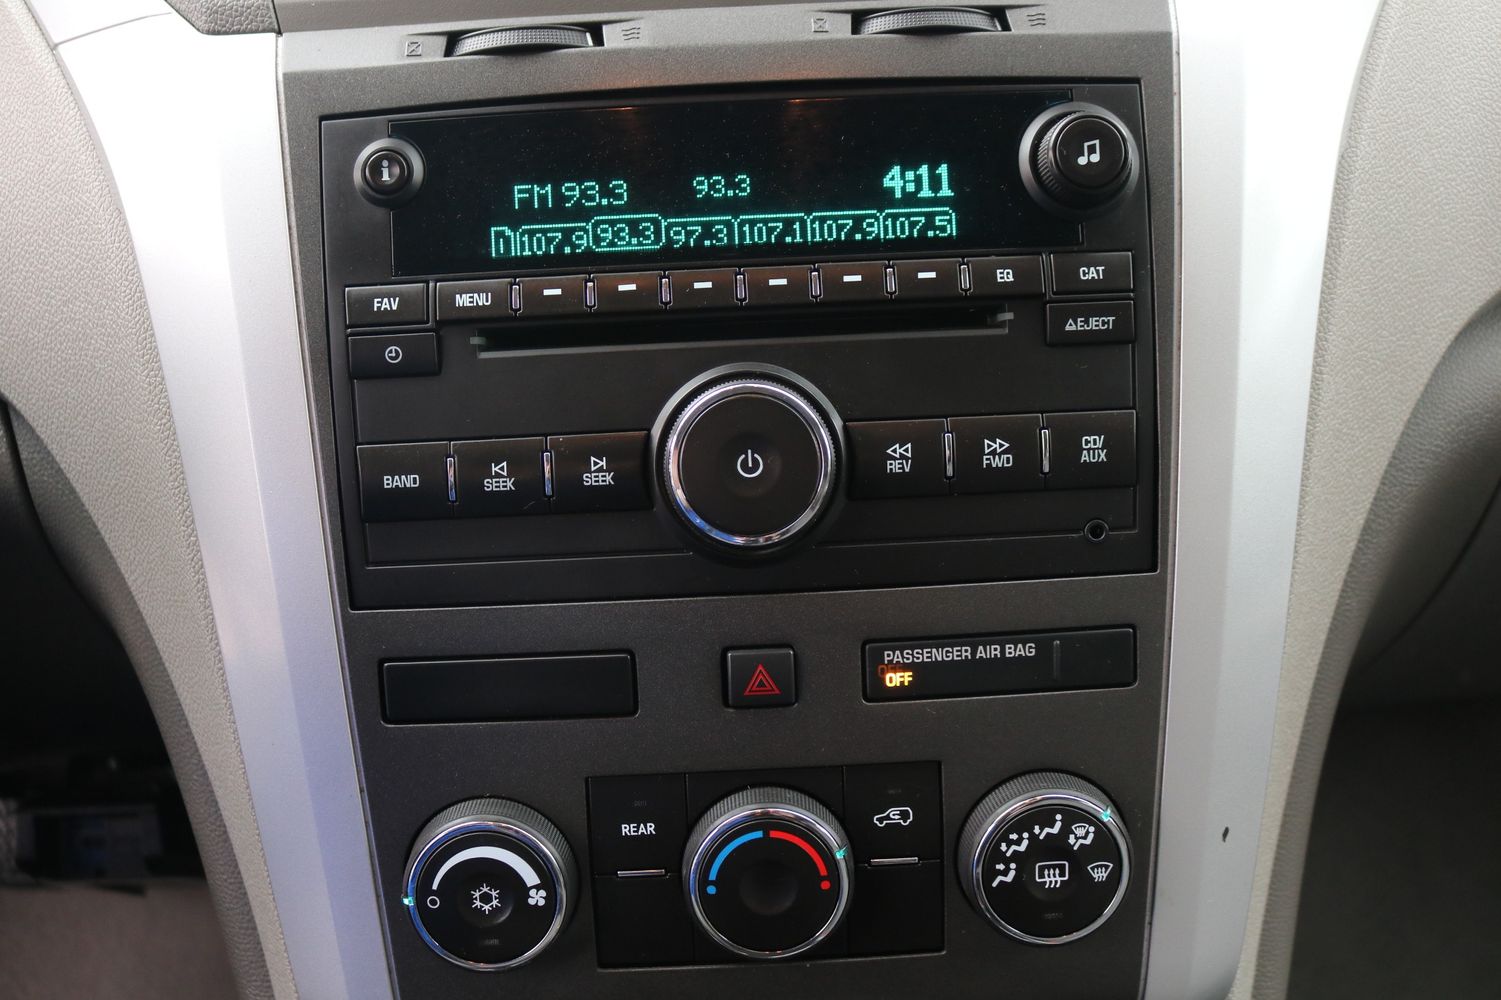 i
FM 93.3 93.3 4:11
1 107.9 93.3 97.3 107.1 107.9 107.5
FAV MENU EQ CAT
EJECT
BAND SEEK SEEK REV FWD CD/
AUX
PASSENGER AIR BAG
OFF
REAR